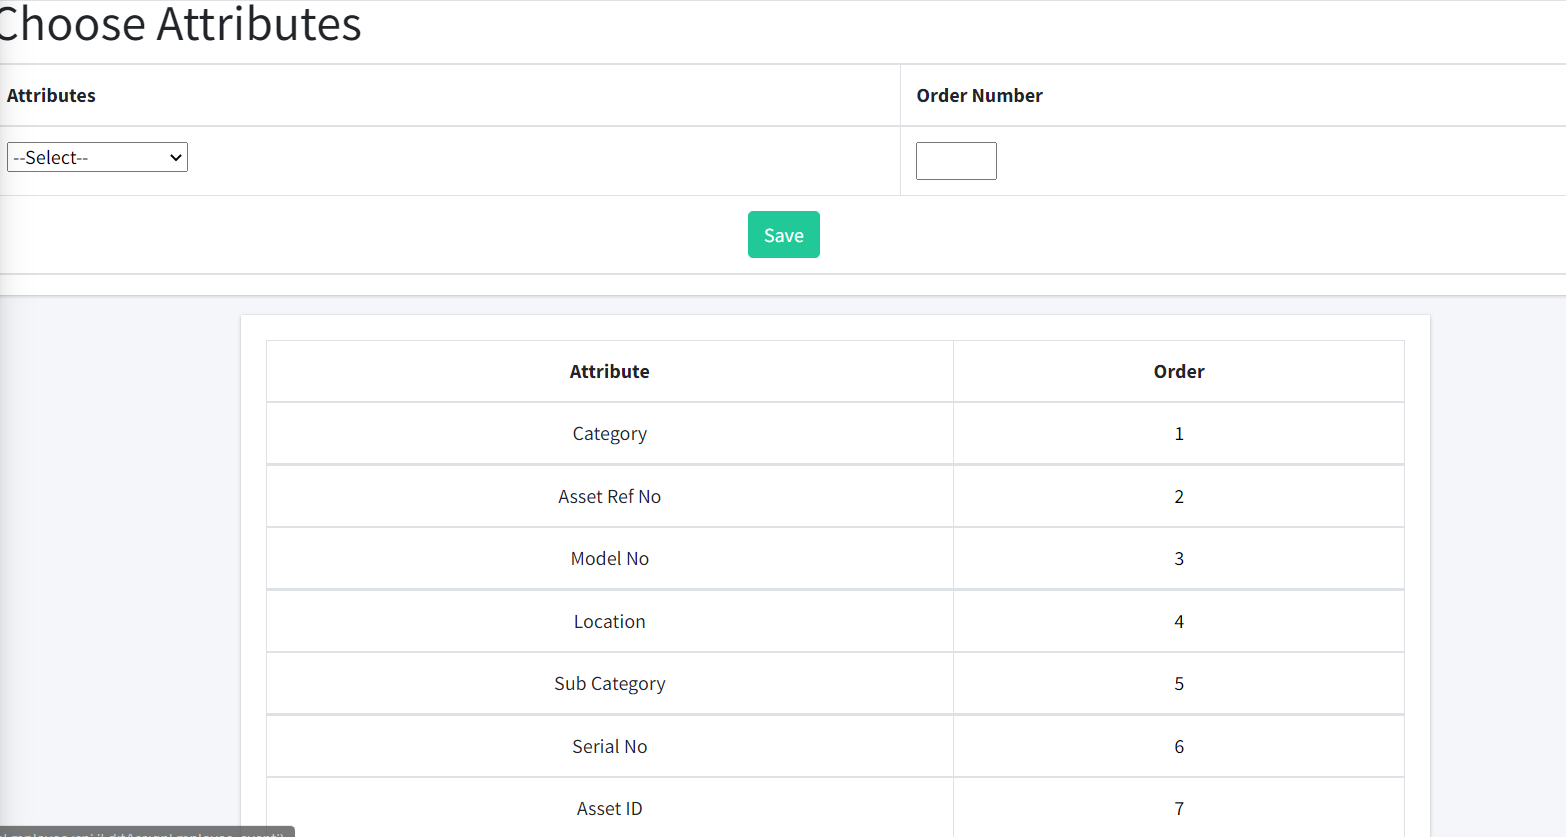 Choose Attributes
Attributes Order Number
--Select--
Save
Attribute Order
Category 1
Asset Ref No 2
Model No 3
Location 4
Sub Category 5
Serial No 6
Asset ID 7